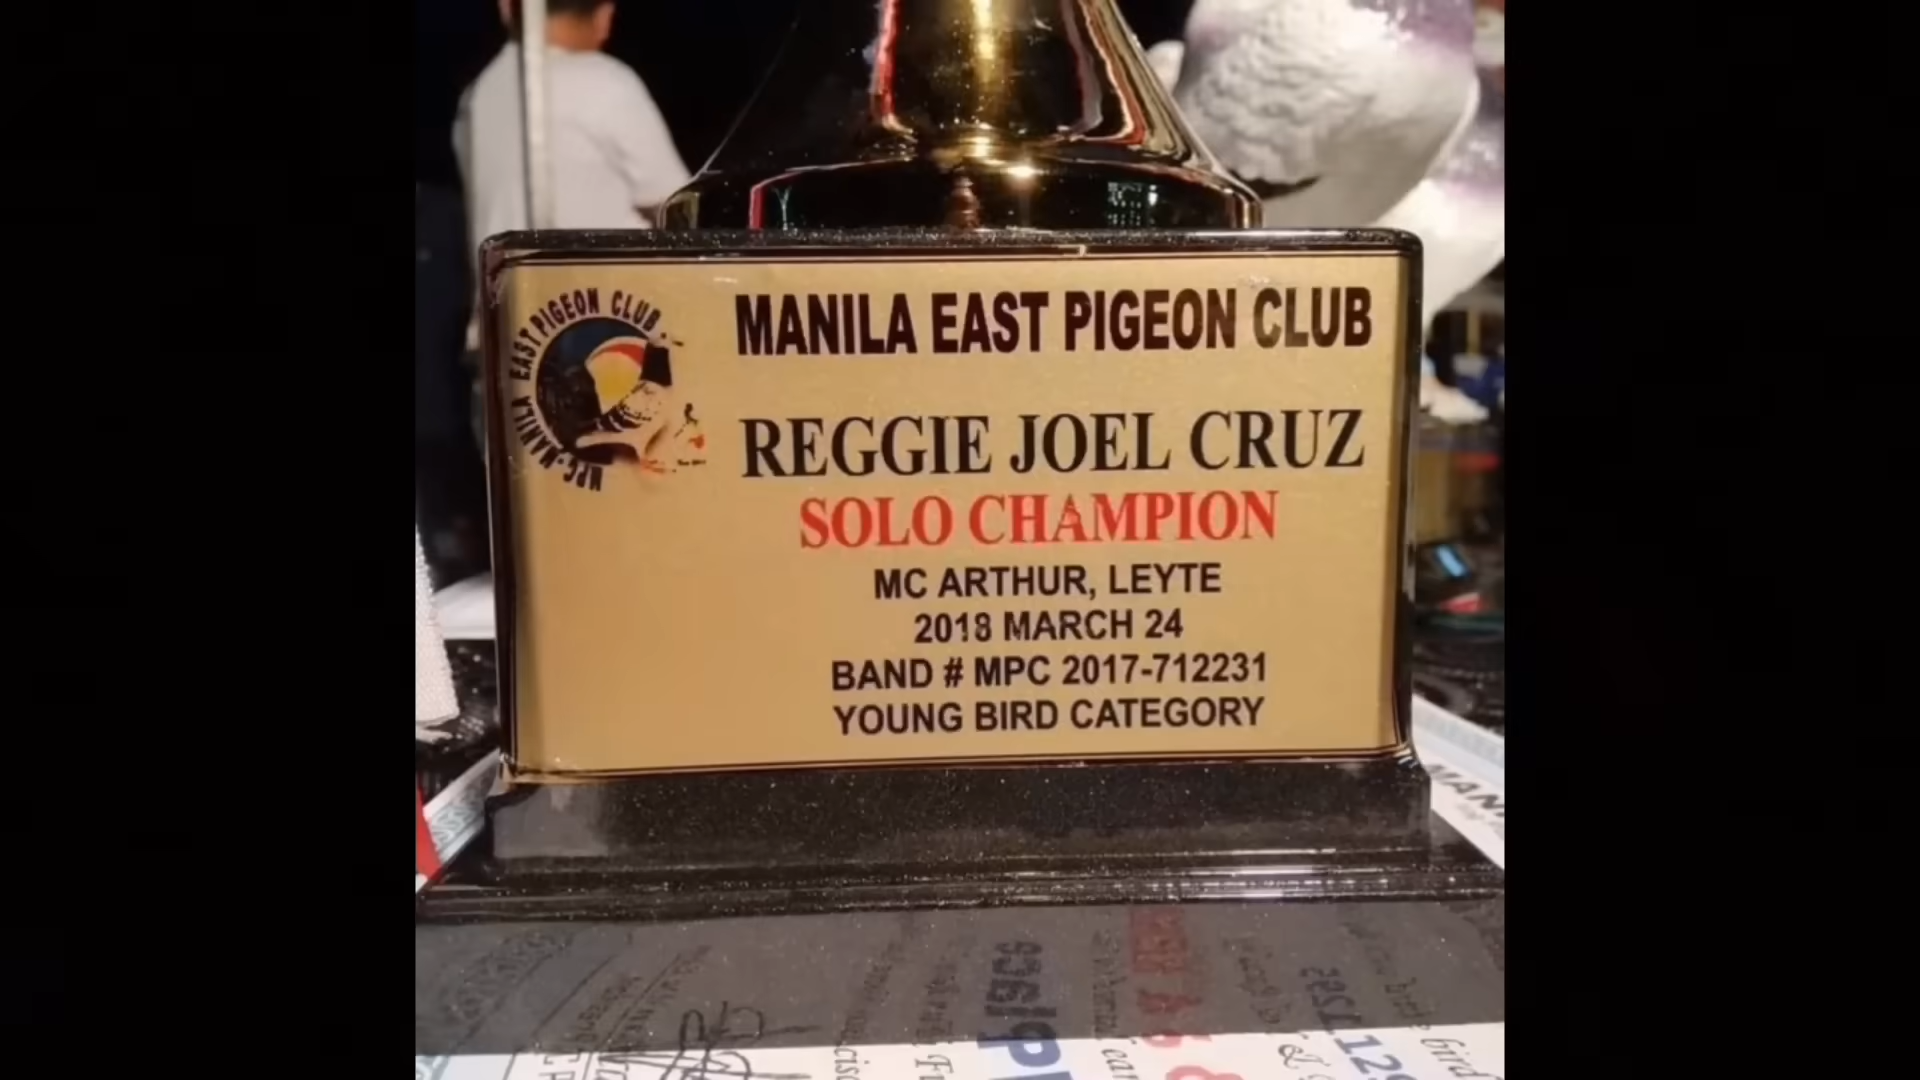 MANILA EAST PIGEON CLUB
MPC-MANILA EAST PIGEON CLUB
REGGIE JOEL CRUZ
SOLO CHAMPION
MC ARTHUR, LEYTE
2018 MARCH 24
BAND # MPC 2017-712231
YOUNG BIRD CATEGORY